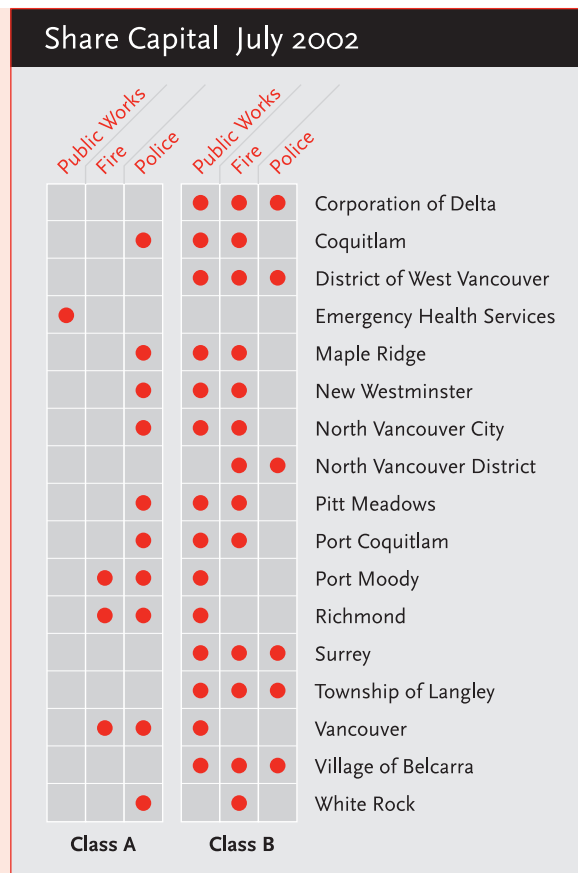 Share Capital July 2002
Public Works
Fire
Police
Public Works
Fire
Police
Corporation of Delta
Coquitlam
District of West Vancouver
Emergency Health Services
Maple Ridge
New Westminster
North Vancouver City
North Vancouver District
Pitt Meadows
Port Coquitlam
Port Moody
Richmond
Surrey
Township of Langley
Vancouver
Village of Belcarra
White Rock
Class A
Class B